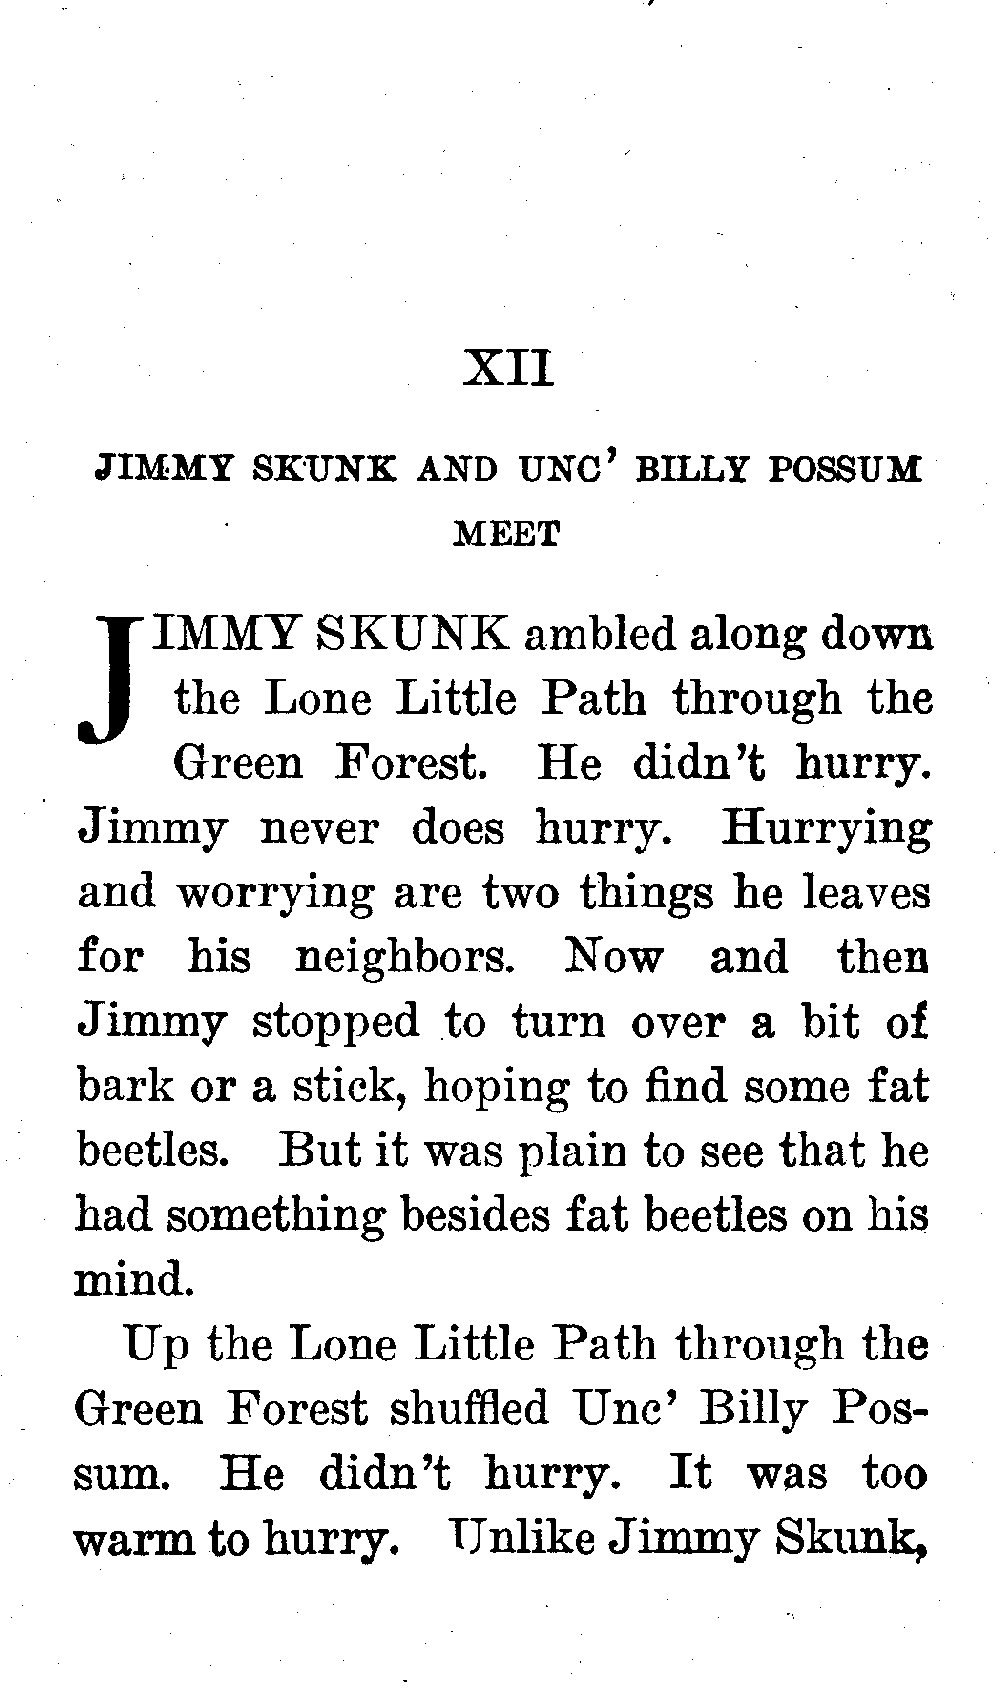 XII
JIMMY SKUNK AND UNC' BILLY POSSUM
MEET
JIMMY SKUNK ambled along down
the Lone Little Path through the
Green Forest. He didn't hurry.
Jimmy never does hurry. Hurrying
and worrying are two things he leaves
for his neighbors. Now and then
Jimmy stopped to turn over a bit of
bark or a stick, hoping to find some fat
beetles. But it was plain to see that he
had something besides fat beetles on his
mind.
Up the Lone Little Path through the
Green Forest shuffled Unc' Billy Pos-
sum. He didn't hurry. It was too
warm to hurry. Unlike Jimmy Skunk,